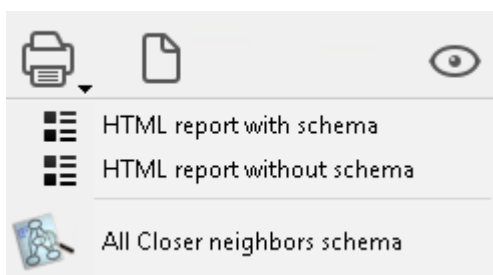 HTML report with schema
HTML report without schema
All Closer neighbors schema